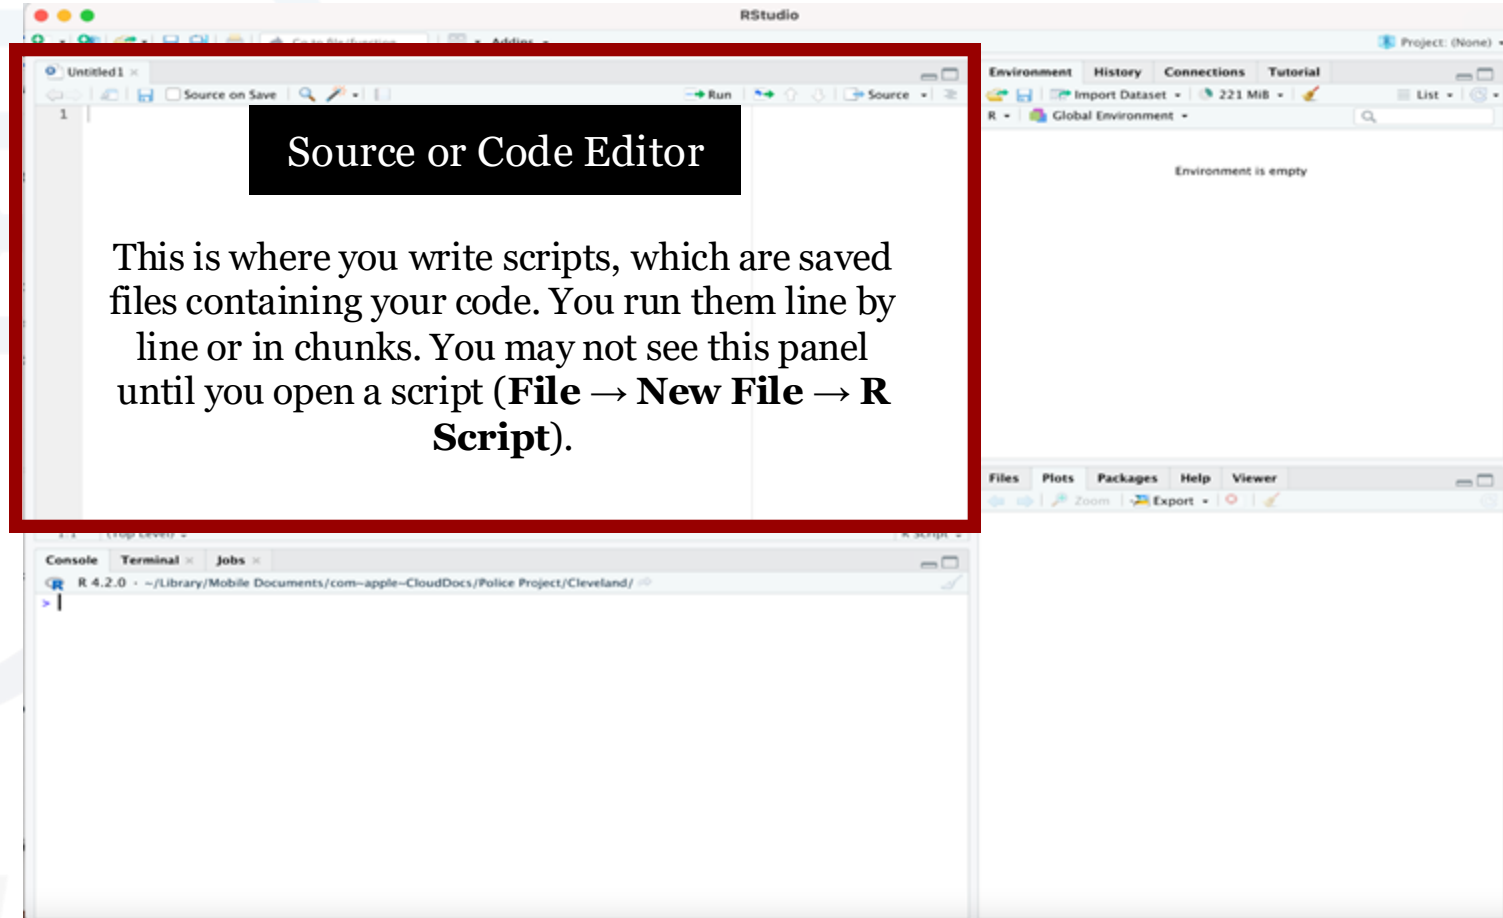 RStudio
Addins
Project: (None)
Untitled1
Source on Save
Run
Source
1
Source or Code Editor
This is where you write scripts, which are saved
files containing your code. You run them line by
line or in chunks. You may not see this panel
until you open a script (File → New File → R
Script).
Environment History Connections Tutorial
Import Dataset 221 MiB List
R Global Environment
Environment is empty
Files Plots Packages Help Viewer
Zoom Export
Console Terminal Jobs
R 4.2.0 · ~/Library/Mobile Documents/com~apple~CloudDocs/Police Project/Cleveland/
>